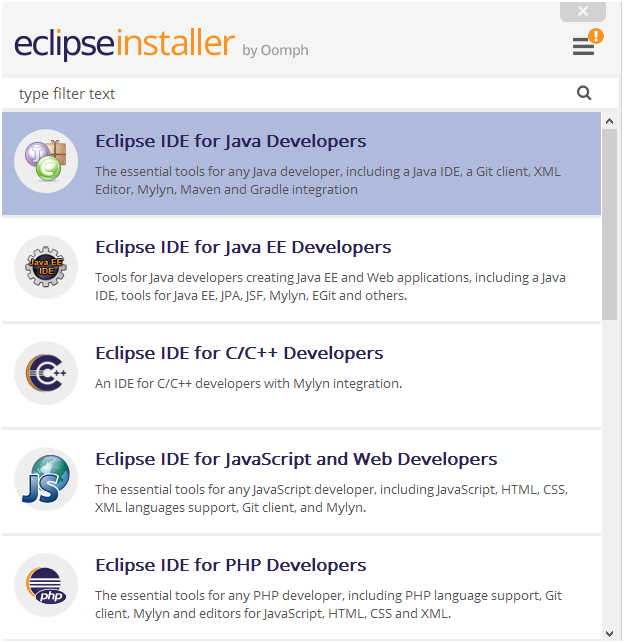 eclipseinstaller by Oomph
!
type filter text
Eclipse IDE for Java Developers
The essential tools for any Java developer, including a Java IDE, a Git client, XML
Editor, Mylyn, Maven and Gradle integration
J
C
Eclipse IDE for Java EE Developers
Java EE
IDE
Tools for Java developers creating Java EE and Web applications, including a Java
IDE, tools for Java EE, JPA, JSF, Mylyn, EGit and others.
Eclipse IDE for C/C++ Developers
C++
An IDE for C/C++ developers with Mylyn integration.
Eclipse IDE for JavaScript and Web Developers
JS
The essential tools for any JavaScript developer, including JavaScript, HTML, CSS,
XML languages support, Git client, and Mylyn.
Eclipse IDE for PHP Developers
php
The essential tools for any PHP developer, including PHP language support, Git
client, Mylyn and editors for JavaScript, HTML, CSS and XML.